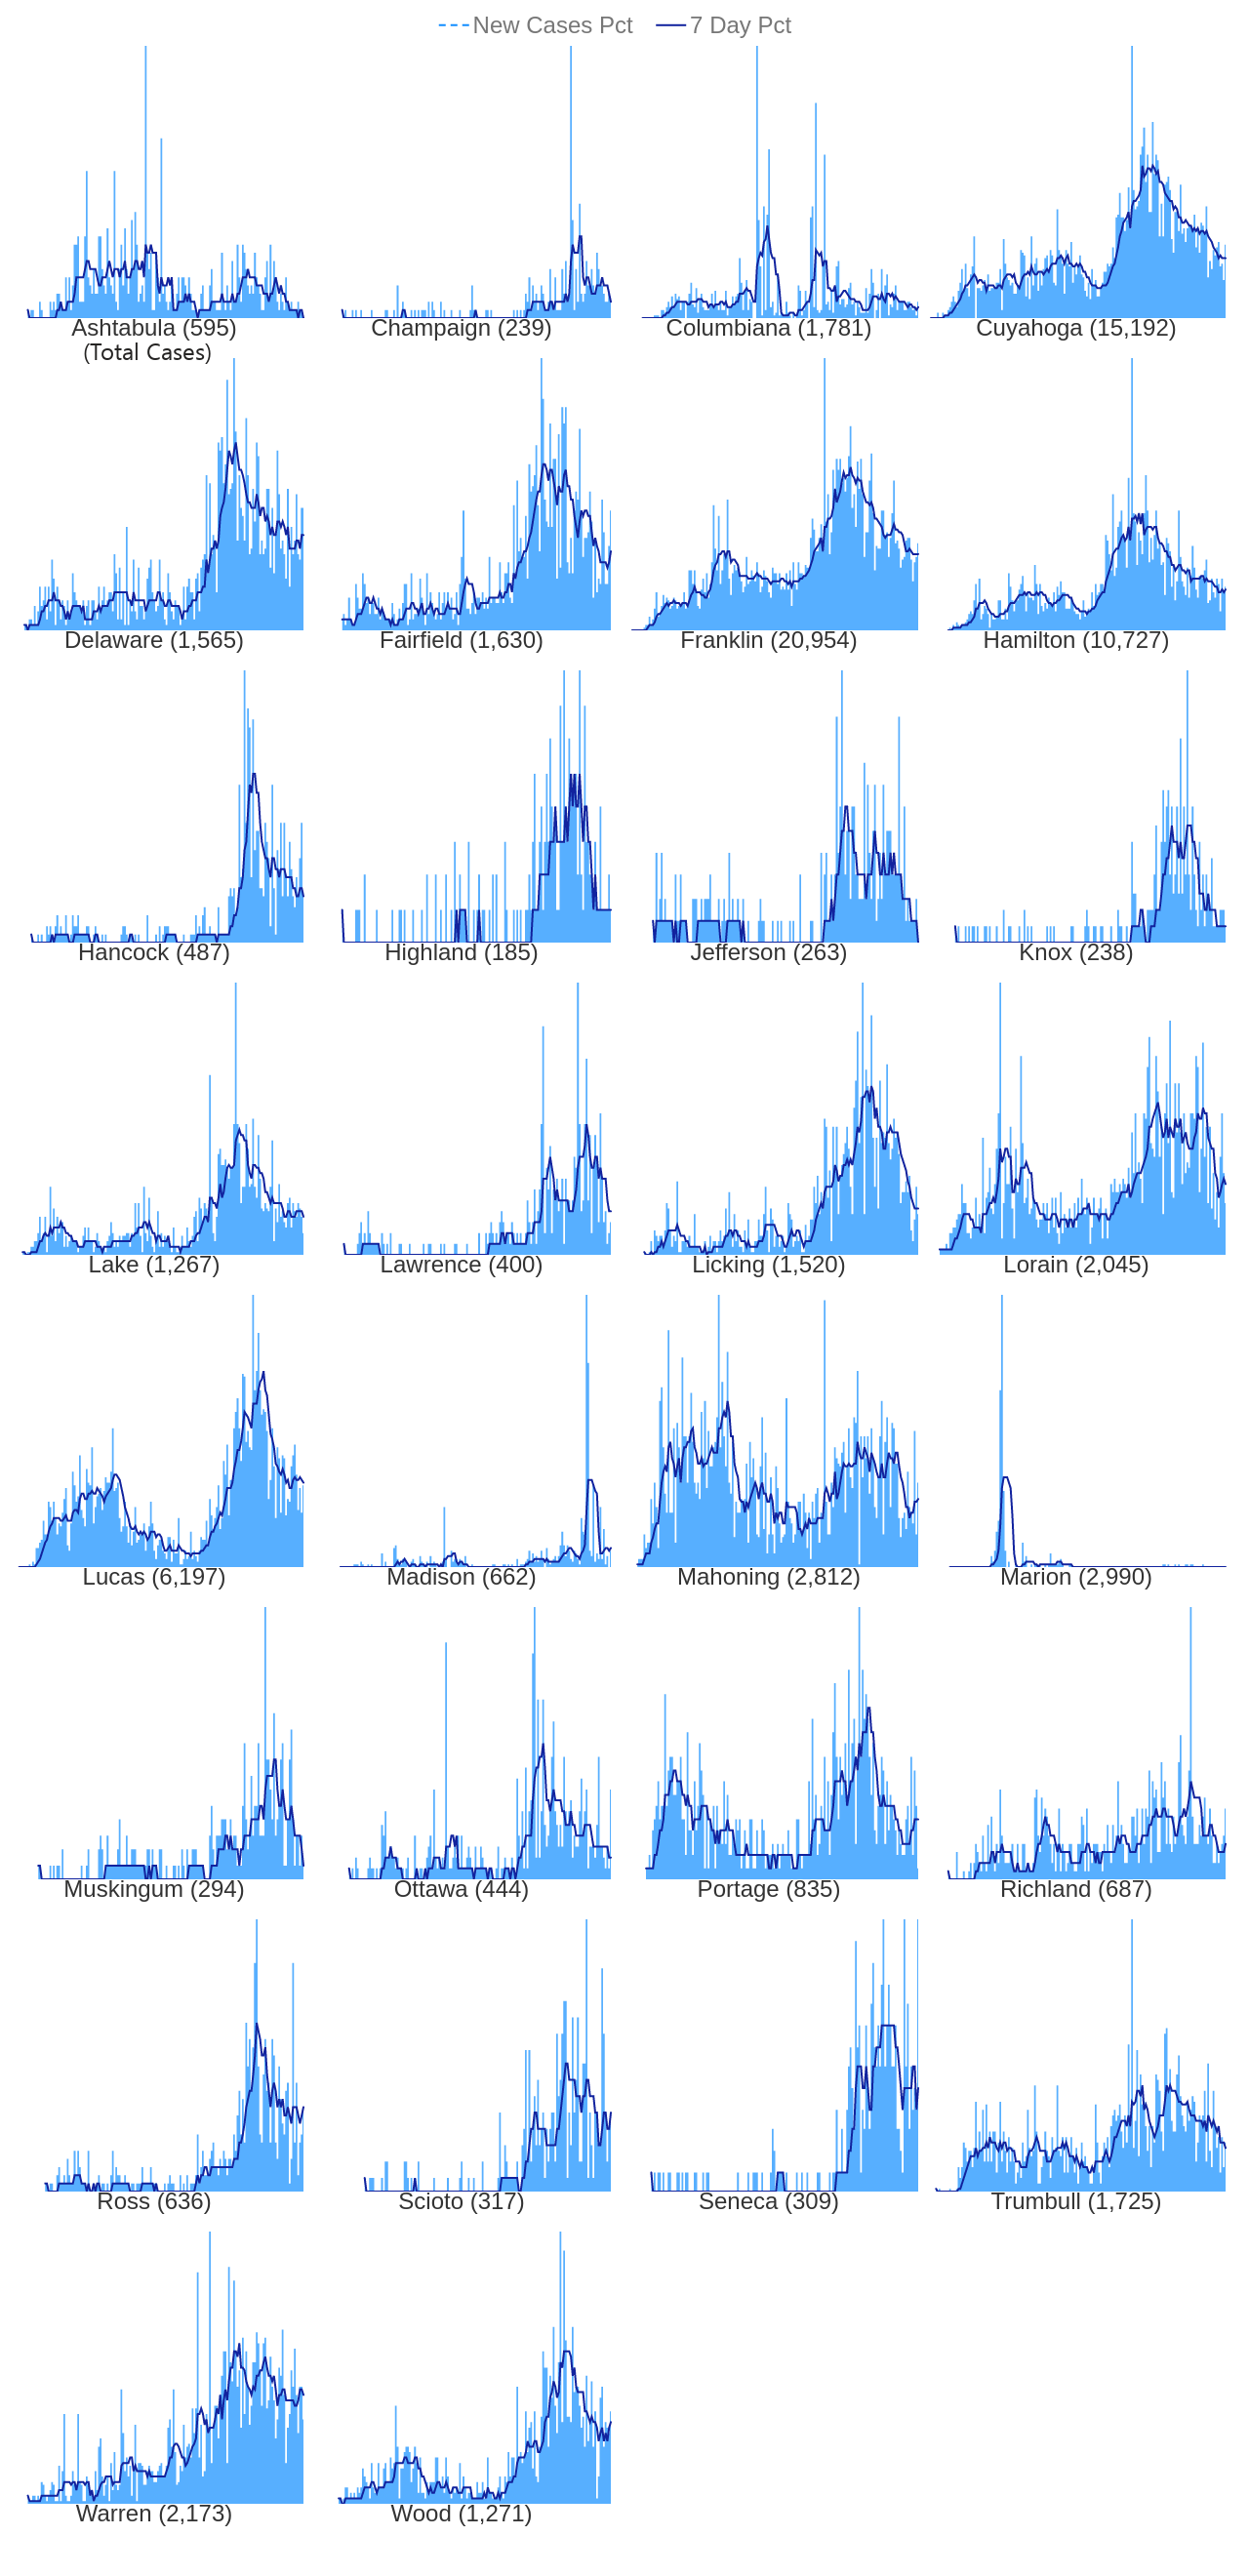 New Cases Pct 7 Day Pct
Ashtabula (595) Champaign (239) Columbiana (1,781) Cuyahoga (15,192)
(Total Cases)
Delaware (1,565) Fairfield (1,630) Franklin (20,954) Hamilton (10,727)
Hancock (487) Highland (185) Jefferson (263) Knox (238)
Lake (1,267) Lawrence (400) Licking (1,520) Lorain (2,045)
Lucas (6,197) Madison (662) Mahoning (2,812) Marion (2,990)
Muskingum (294) Ottawa (444) Portage (835) Richland (687)
Ross (636) Scioto (317) Seneca (309) Trumbull (1,725)
Warren (2,173) Wood (1,271)